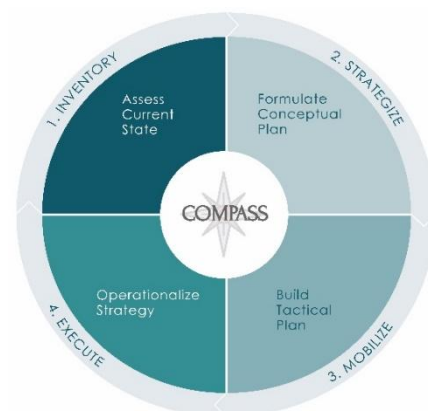 1. INVENTORY
Assess
Current
State
2. STRATEGIZE
Formulate
Conceptual
Plan
COMPASS
3. MOBILIZE
Build
Tactical
Plan
4. EXECUTE
Operationalize
Strategy